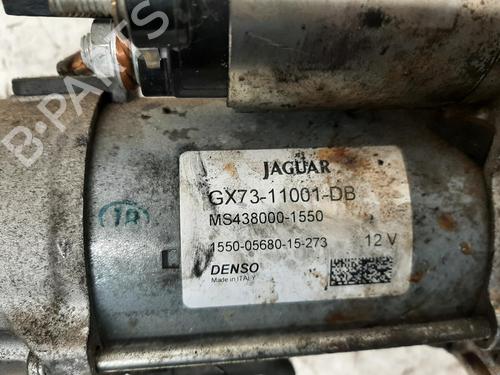 B-PARTS
JAGUAR
GX73-11001-DB
MS438000-1550
1550-05680-15-273 12 V
DENSO
Made in ITALY